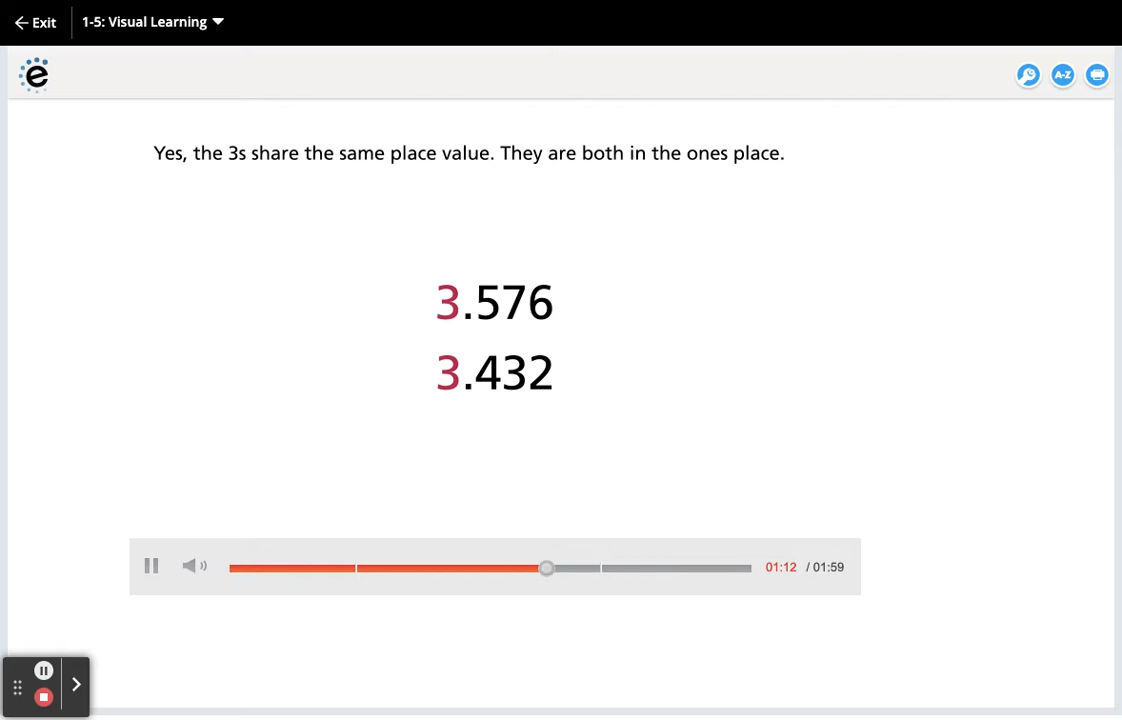 Exit
1-5: Visual Learning
e
A-Z
Yes, the 3s share the same place value. They are both in the ones place.
3.576
3.432
01:12 / 01:59